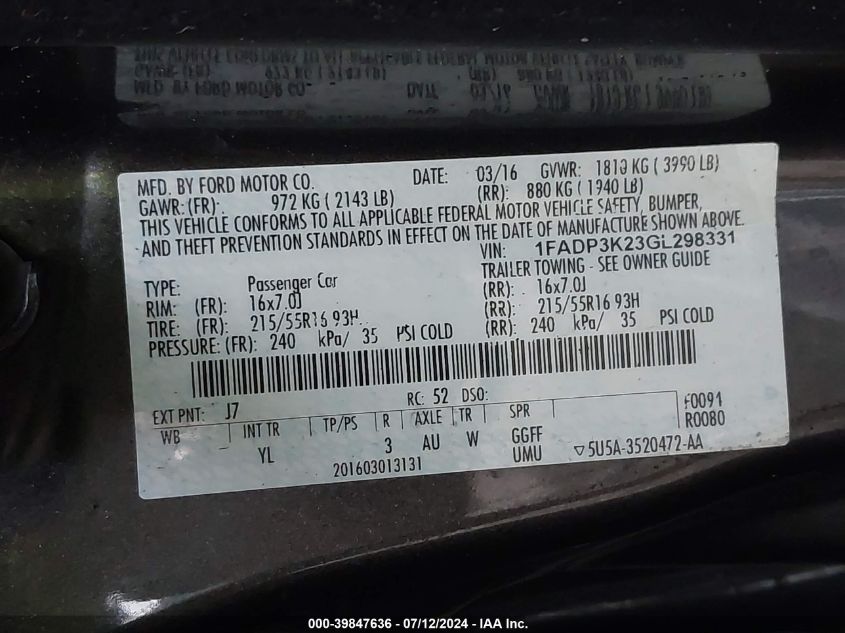 MFD. BY FORD MOTOR CO. DATE: 03/16 GVWR: 1810 KG ( 3990 LB)
GAWR: (FR): 972 KG ( 2143 LB) (RR): 880 KG ( 1940 LB)
THIS VEHICLE CONFORMS TO ALL APPLICABLE FEDERAL MOTOR VEHICLE SAFETY, BUMPER,
AND THEFT PREVENTION STANDARDS IN EFFECT ON THE DATE OF MANUFACTURE SHOWN ABOVE.
VIN: 1FADP3K23GL298331
TYPE: Passenger Car TRAILER TOWING - SEE OWNER GUIDE
RIM: (FR): 16x7.0J (RR): 16x7.0J
TIRE: (FR): 215/55R16 93H (RR): 215/55R16 93H
PRESSURE: (FR): 240 kPa/ 35 PSI COLD (RR): 240 kPa/ 35 PSI COLD
EXT PNT: J7 RC: 52 DSO: F0091
WB INT TR TP/PS R AXLE TR SPR R0080
YL 3 AU W GGFF
UMU
201603013131 ▽5U5A-3520472-AA
000-39847636 - 07/12/2024 - IAA Inc.